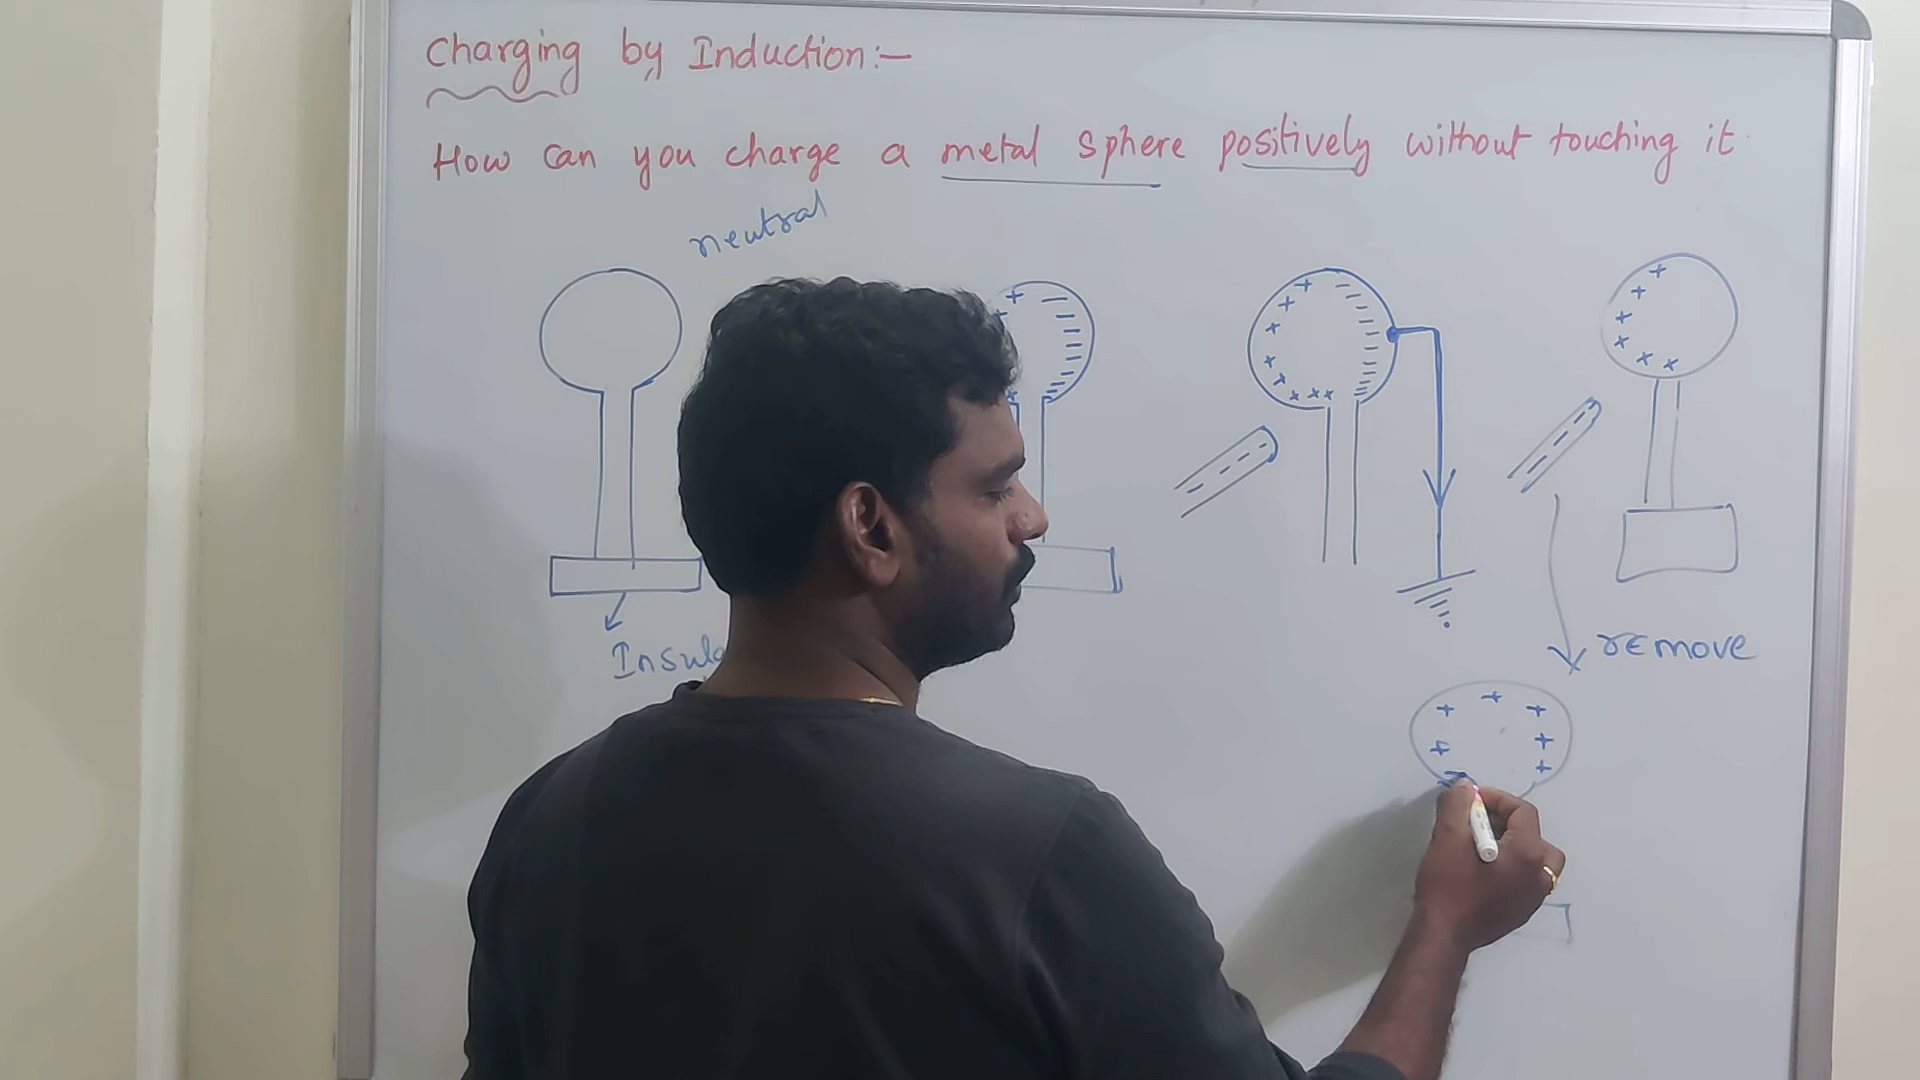 Charging by Induction:-
How can you charge a metal sphere positively without touching it
neutral
remove